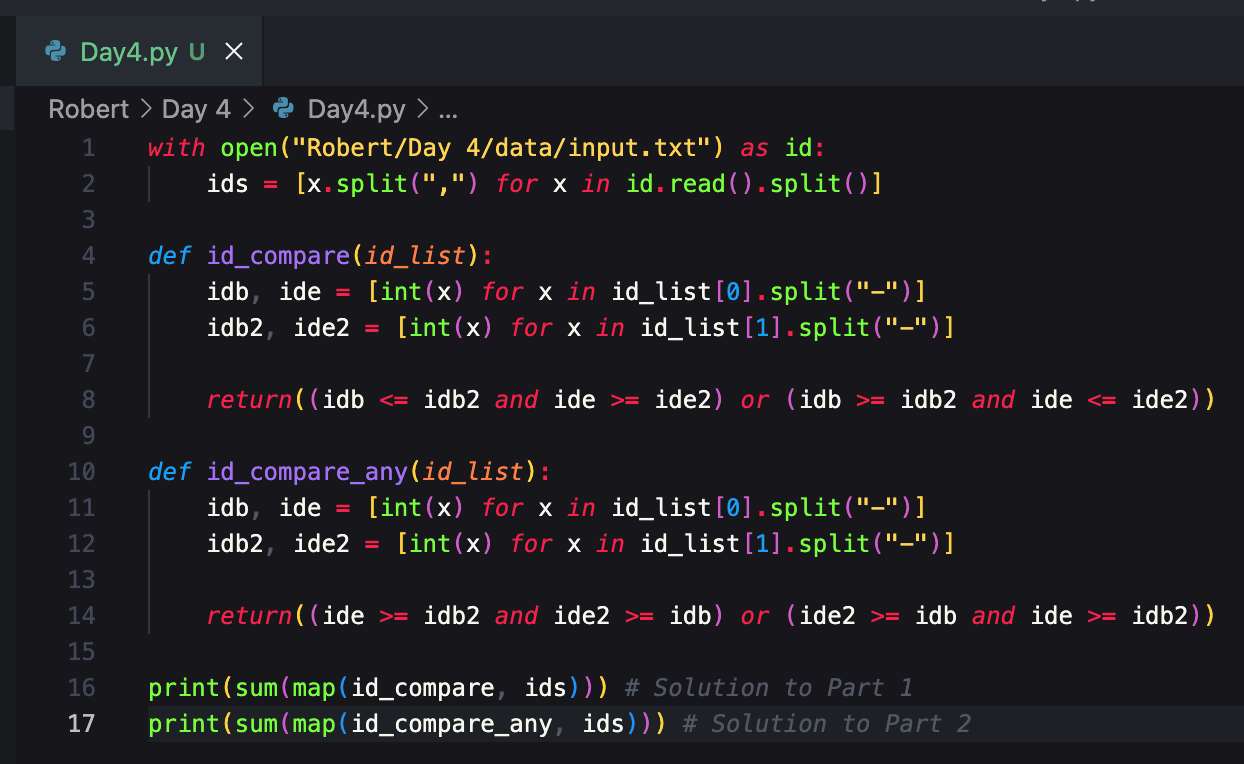 Day4.py U
Robert > Day 4 > Day4.py > ...
1 with open("Robert/Day 4/data/input.txt") as id:
2     ids = [x.split(",") for x in id.read().split()]
3
4 def id_compare(id_list):
5     idb, ide = [int(x) for x in id_list[0].split("-")]
6     idb2, ide2 = [int(x) for x in id_list[1].split("-")]
7
8     return((idb <= idb2 and ide >= ide2) or (idb >= idb2 and ide <= ide2))
9
10 def id_compare_any(id_list):
11     idb, ide = [int(x) for x in id_list[0].split("-")]
12     idb2, ide2 = [int(x) for x in id_list[1].split("-")]
13
14     return((ide >= idb2 and ide2 >= idb) or (ide2 >= idb and ide >= idb2))
15
16 print(sum(map(id_compare, ids))) # Solution to Part 1
17 print(sum(map(id_compare_any, ids))) # Solution to Part 2